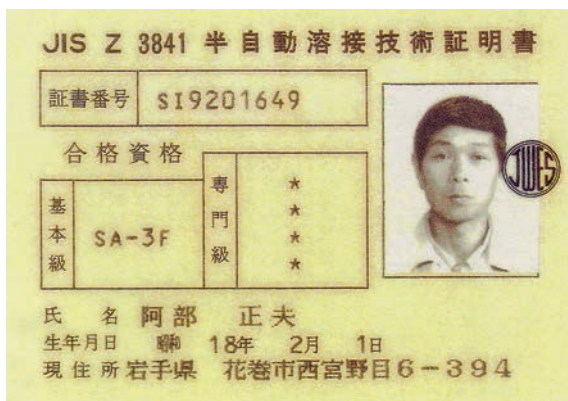 JIS Z 3841 半自動溶接技術証明書
証書番号 SI9201649
合格資格
基本級 SA-3F
専門級 ★★★★
氏名 阿部 正夫
生年月日 昭和 18年 2月 1日
現住所 岩手県 花巻市西宮野目6-394
JWES